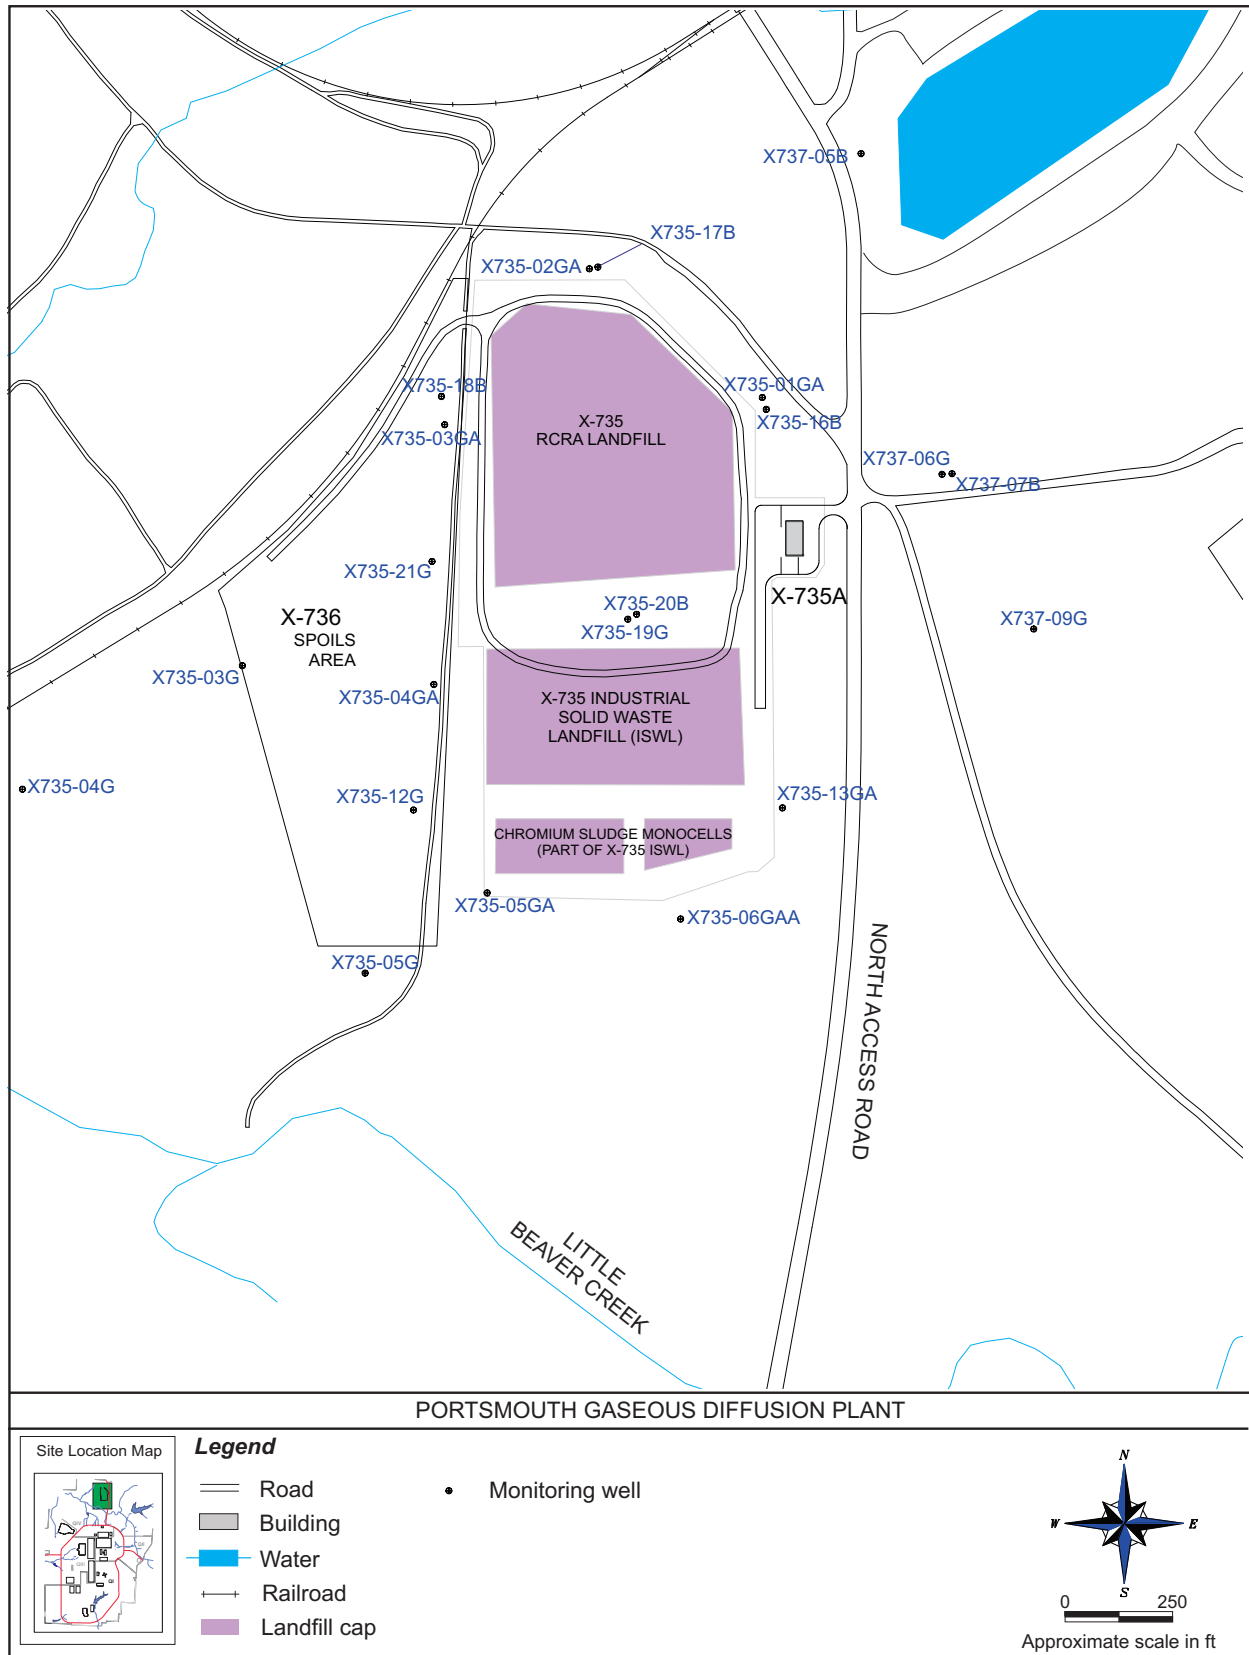 X737-05B
X735-17B
X735-02GA
X735-18B
X735-01GA
X735-03GA
X735-16B
X-735
RCRA LANDFILL
X737-06G
X737-07B
X735-21G
X-735A
X735-20B
X735-19G
X-736
SPOILS
AREA
X737-09G
X735-03G
X735-04GA
X-735 INDUSTRIAL
SOLID WASTE
LANDFILL (ISWL)
X735-04G
X735-12G
X735-13GA
CHROMIUM SLUDGE MONOCELLS
(PART OF X-735 ISWL)
X735-05GA
X735-06GAA
X735-05G
NORTH ACCESS ROAD
LITTLE
BEAVER CREEK
PORTSMOUTH GASEOUS DIFFUSION PLANT
Site Location Map
Legend
Road
Building
Water
Railroad
Landfill cap
Monitoring well
N
W
E
S
0 250
Approximate scale in ft